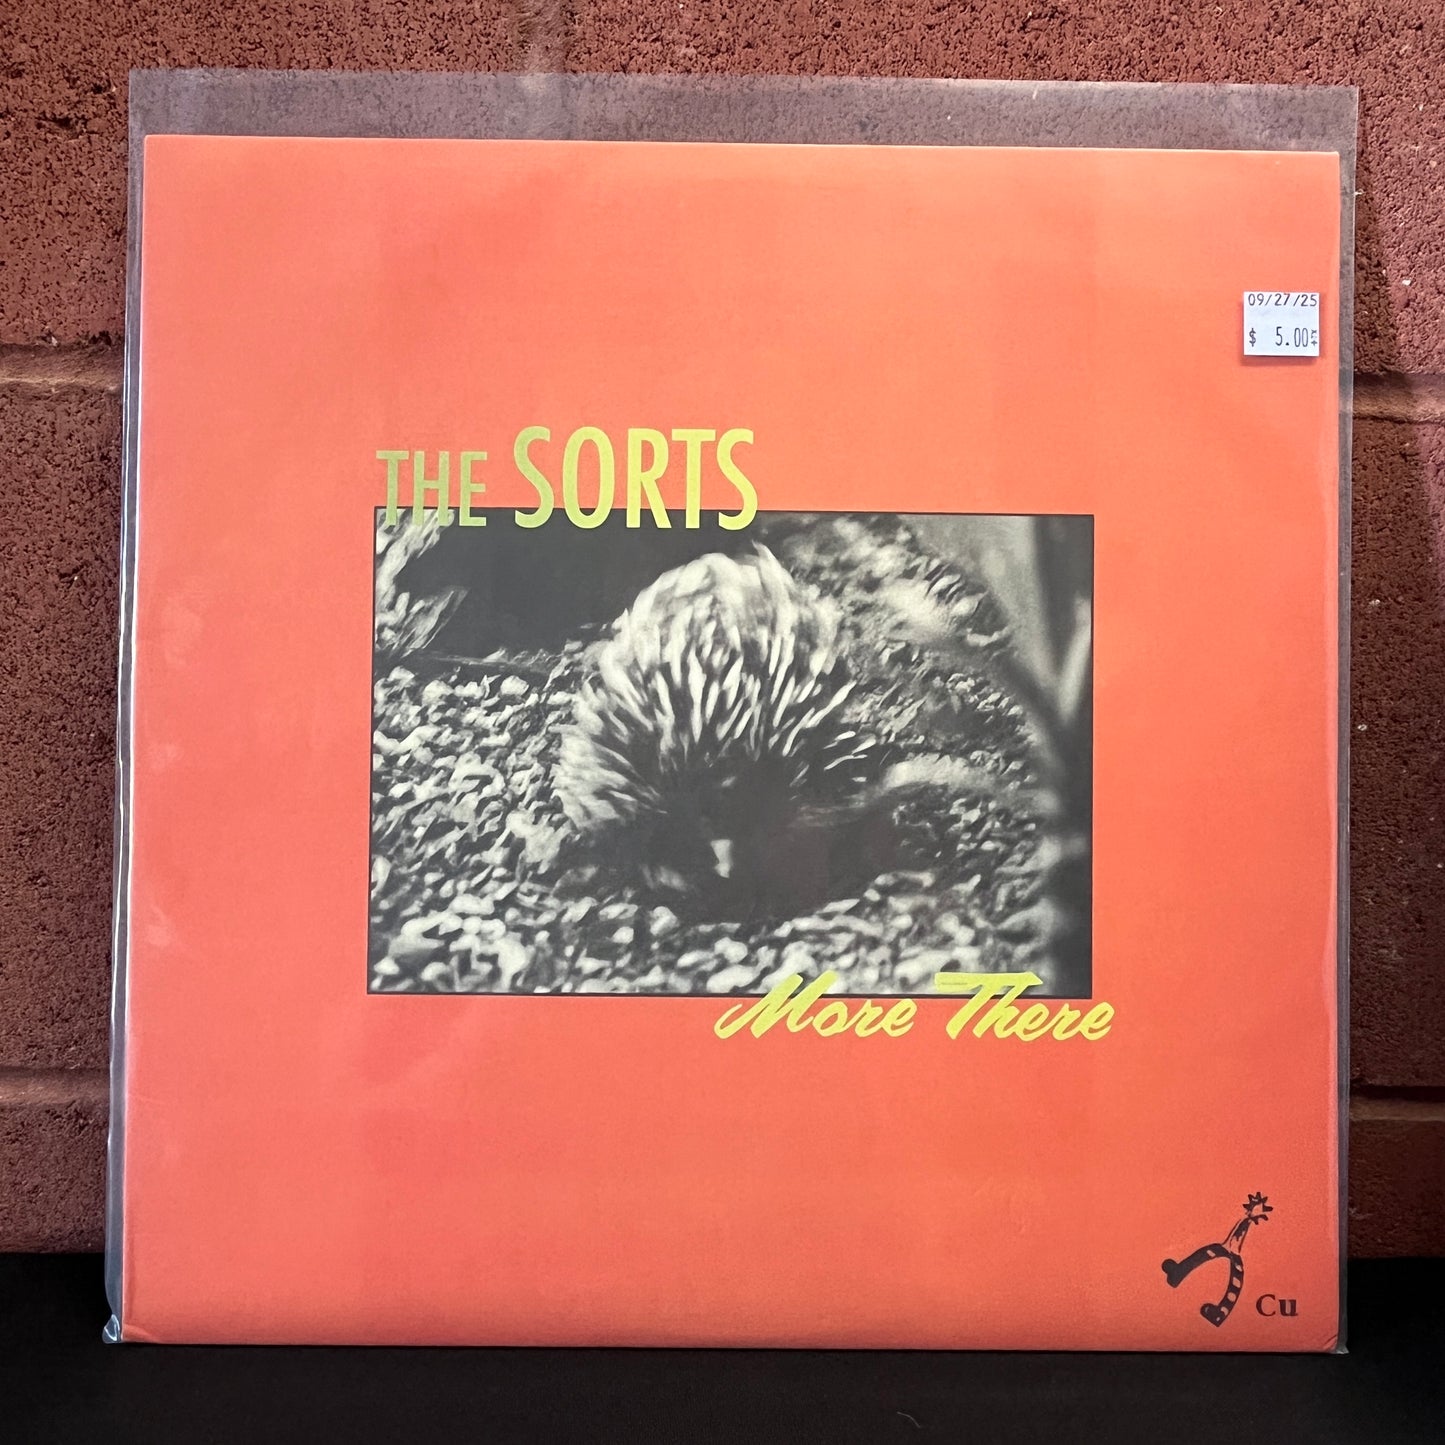 09/27/25
$ 5.00
THE SORTS
More There
Cu